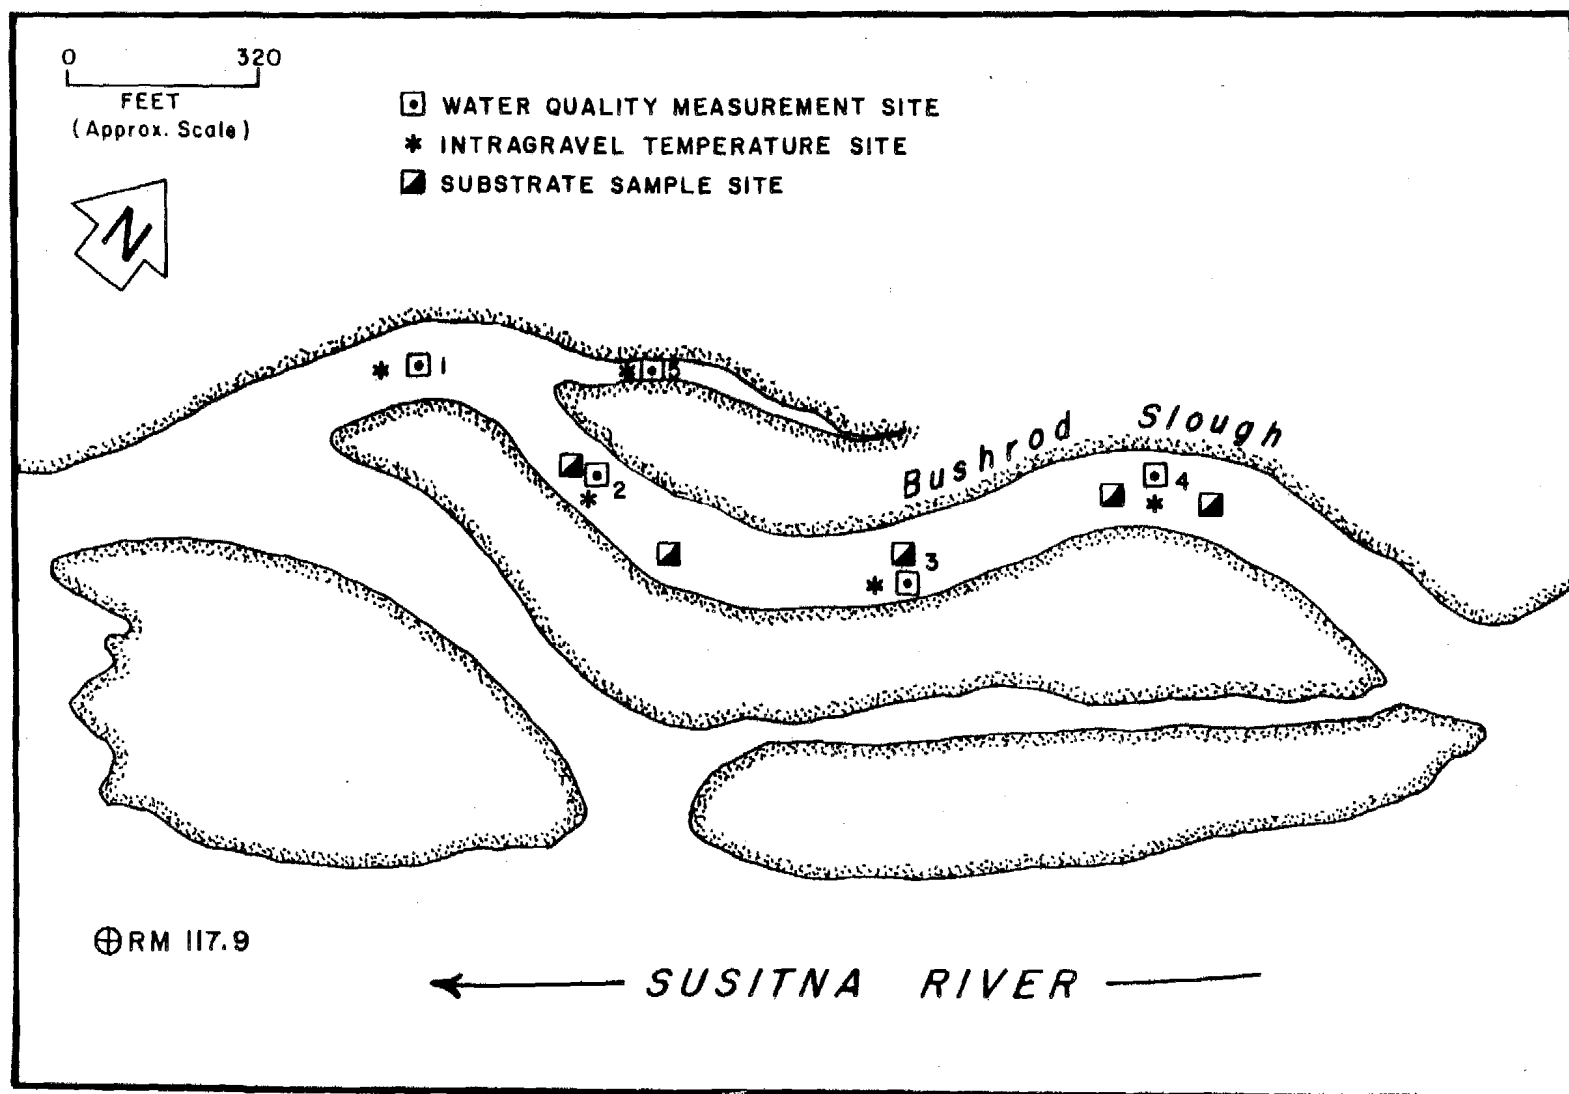 0 320
FEET
(Approx. Scale)
WATER QUALITY MEASUREMENT SITE
* INTRAGRAVEL TEMPERATURE SITE
SUBSTRATE SAMPLE SITE
N
1
5
Bushrod Slough
2
4
3
RM 117.9
SUSITNA RIVER